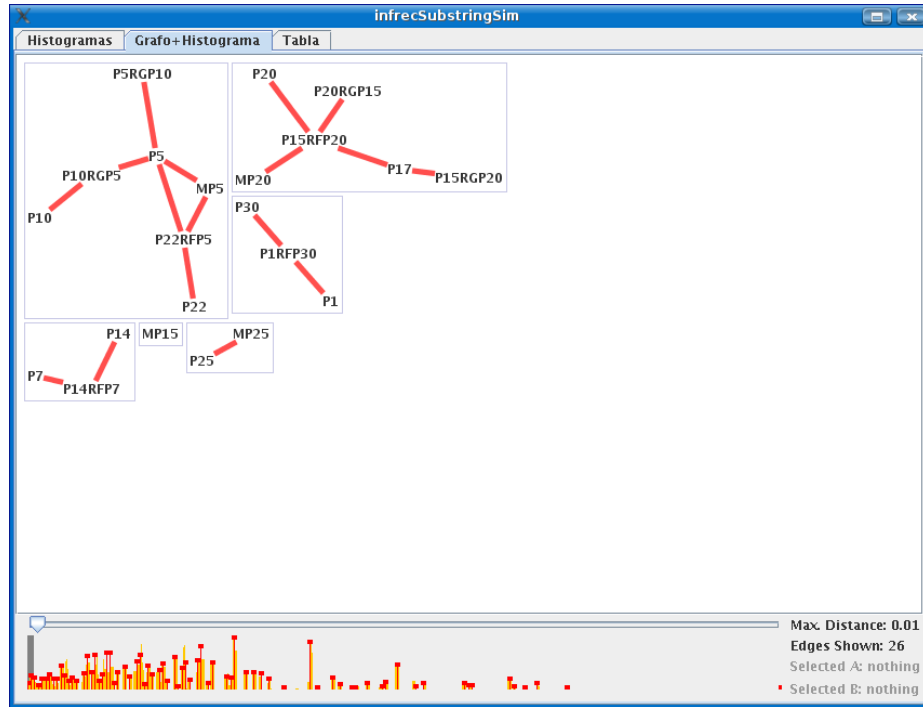 infrecSubstringSim
Histogramas Grafo+Histograma Tabla
P5RGP10
P5
P10RGP5
MP5
P10
P22RFP5
P22
P20
P20RGP15
P15RFP20
P17
MP20
P15RGP20
P30
P1RFP30
P1
P14
P7
P14RFP7
MP15
MP25
P25
Max. Distance: 0.01
Edges Shown: 26
Selected A: nothing
Selected B: nothing